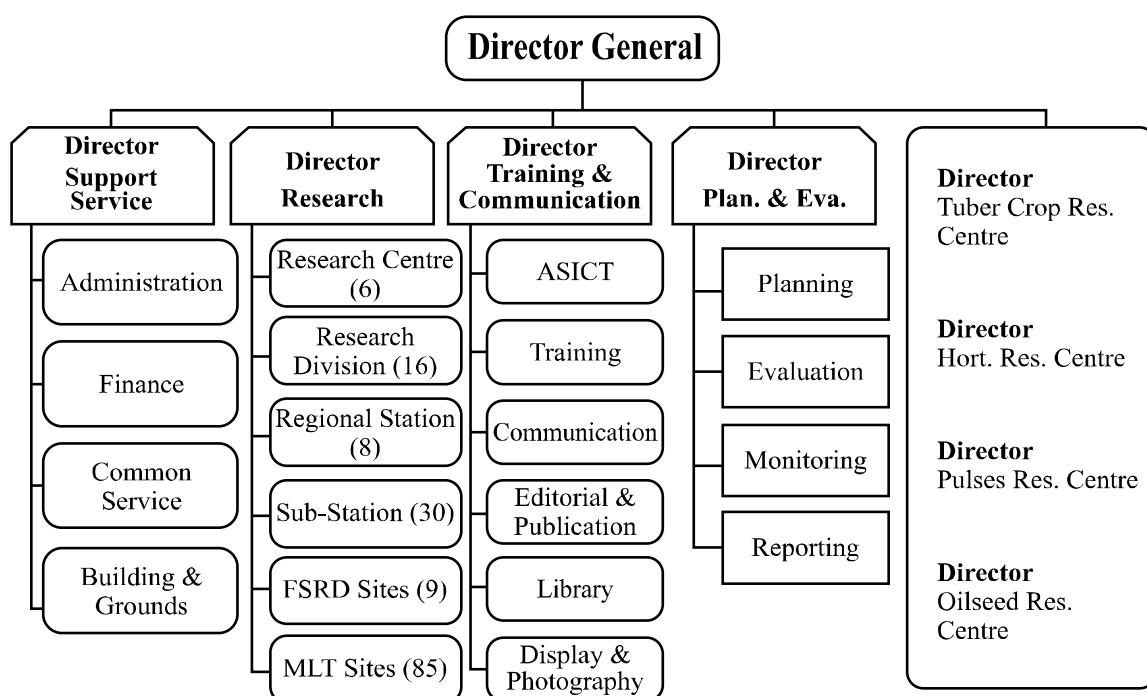 Director General
Director
Support
Service
Administration
Finance
Common
Service
Building &
Grounds
Director
Research
Research Centre
(6)
Research
Division (16)
Regional Station
(8)
Sub-Station (30)
FSRD Sites (9)
MLT Sites (85)
Director
Training &
Communication
ASICT
Training
Communication
Editorial &
Publication
Library
Display &
Photography
Director
Plan. & Eva.
Planning
Evaluation
Monitoring
Reporting
Director
Tuber Crop Res.
Centre
Director
Hort. Res. Centre
Director
Pulses Res. Centre
Director
Oilseed Res.
Centre